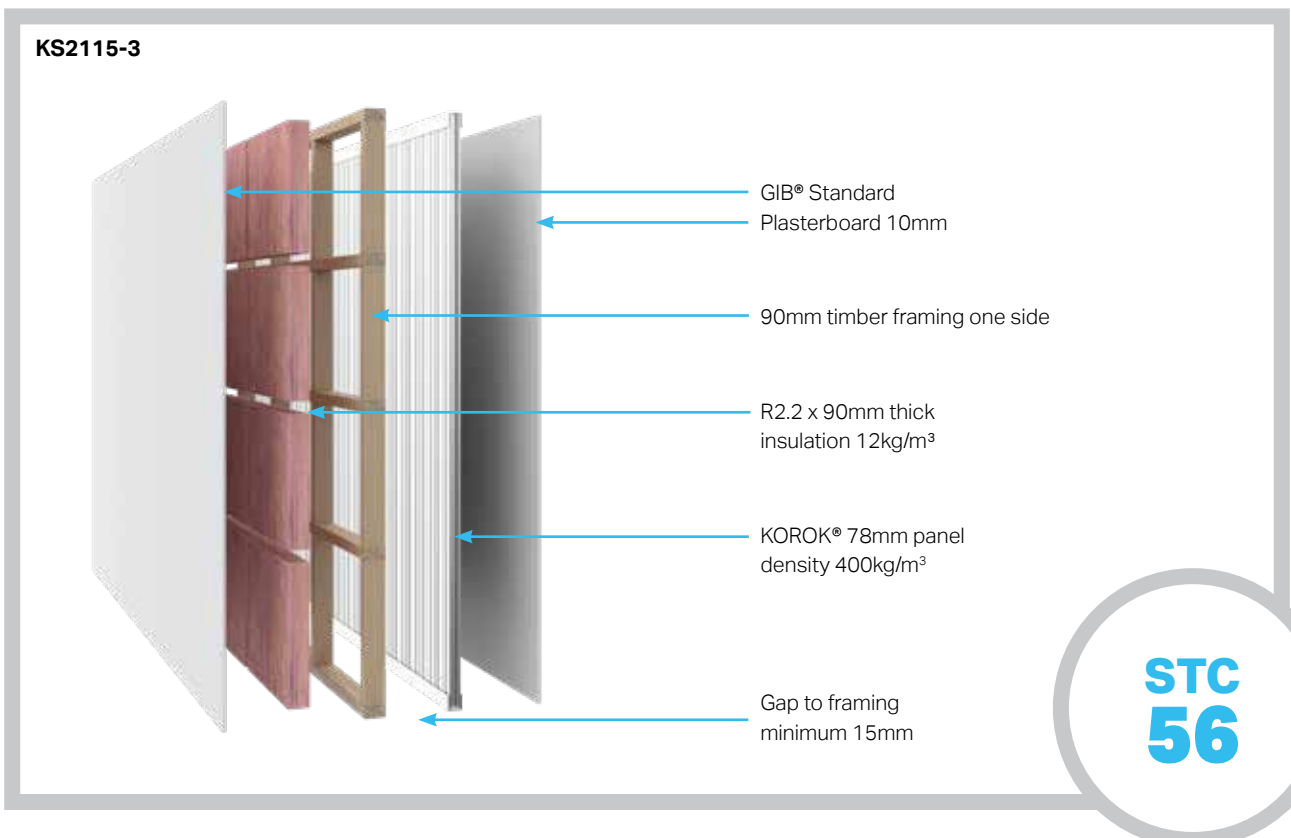 KS2115-3
GIB® Standard
Plasterboard 10mm
90mm timber framing one side
R2.2 x 90mm thick
insulation 12kg/m³
KOROK® 78mm panel
density 400kg/m³
Gap to framing
minimum 15mm
STC
56